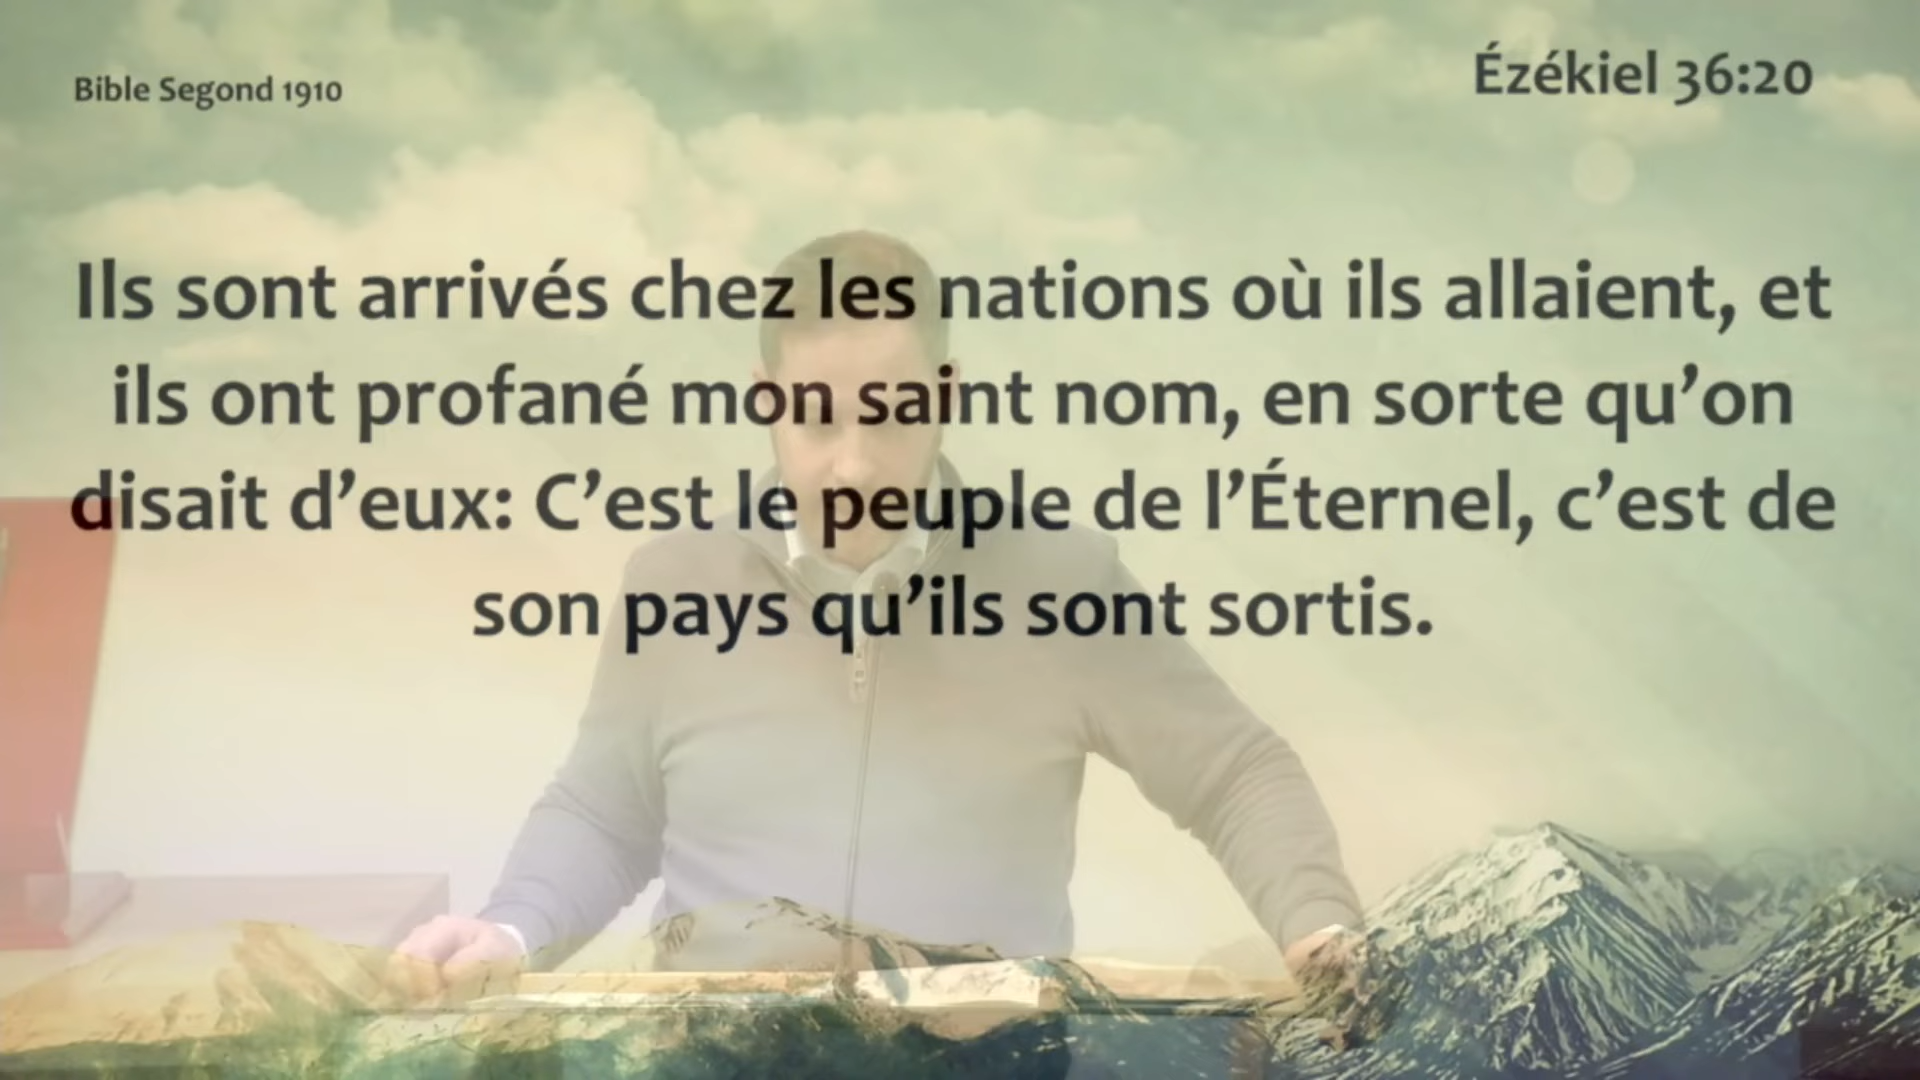 Bible Segond 1910
Ézékiel 36:20
Ils sont arrivés chez les nations où ils allaient, et
ils ont profané mon saint nom, en sorte qu’on
disait d’eux: C’est le peuple de l’Éternel, c’est de
son pays qu’ils sont sortis.